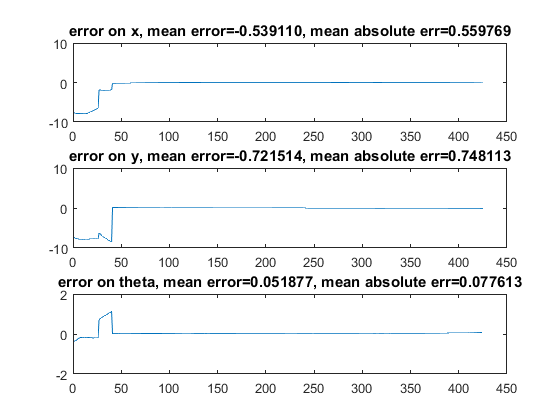 error on x, mean error=-0.539110, mean absolute err=0.559769
10
0
-10
0 50 100 150 200 250 300 350 400 450
error on y, mean error=-0.721514, mean absolute err=0.748113
10
0
-10
0 50 100 150 200 250 300 350 400 450
error on theta, mean error=0.051877, mean absolute err=0.077613
2
0
-2
0 50 100 150 200 250 300 350 400 450